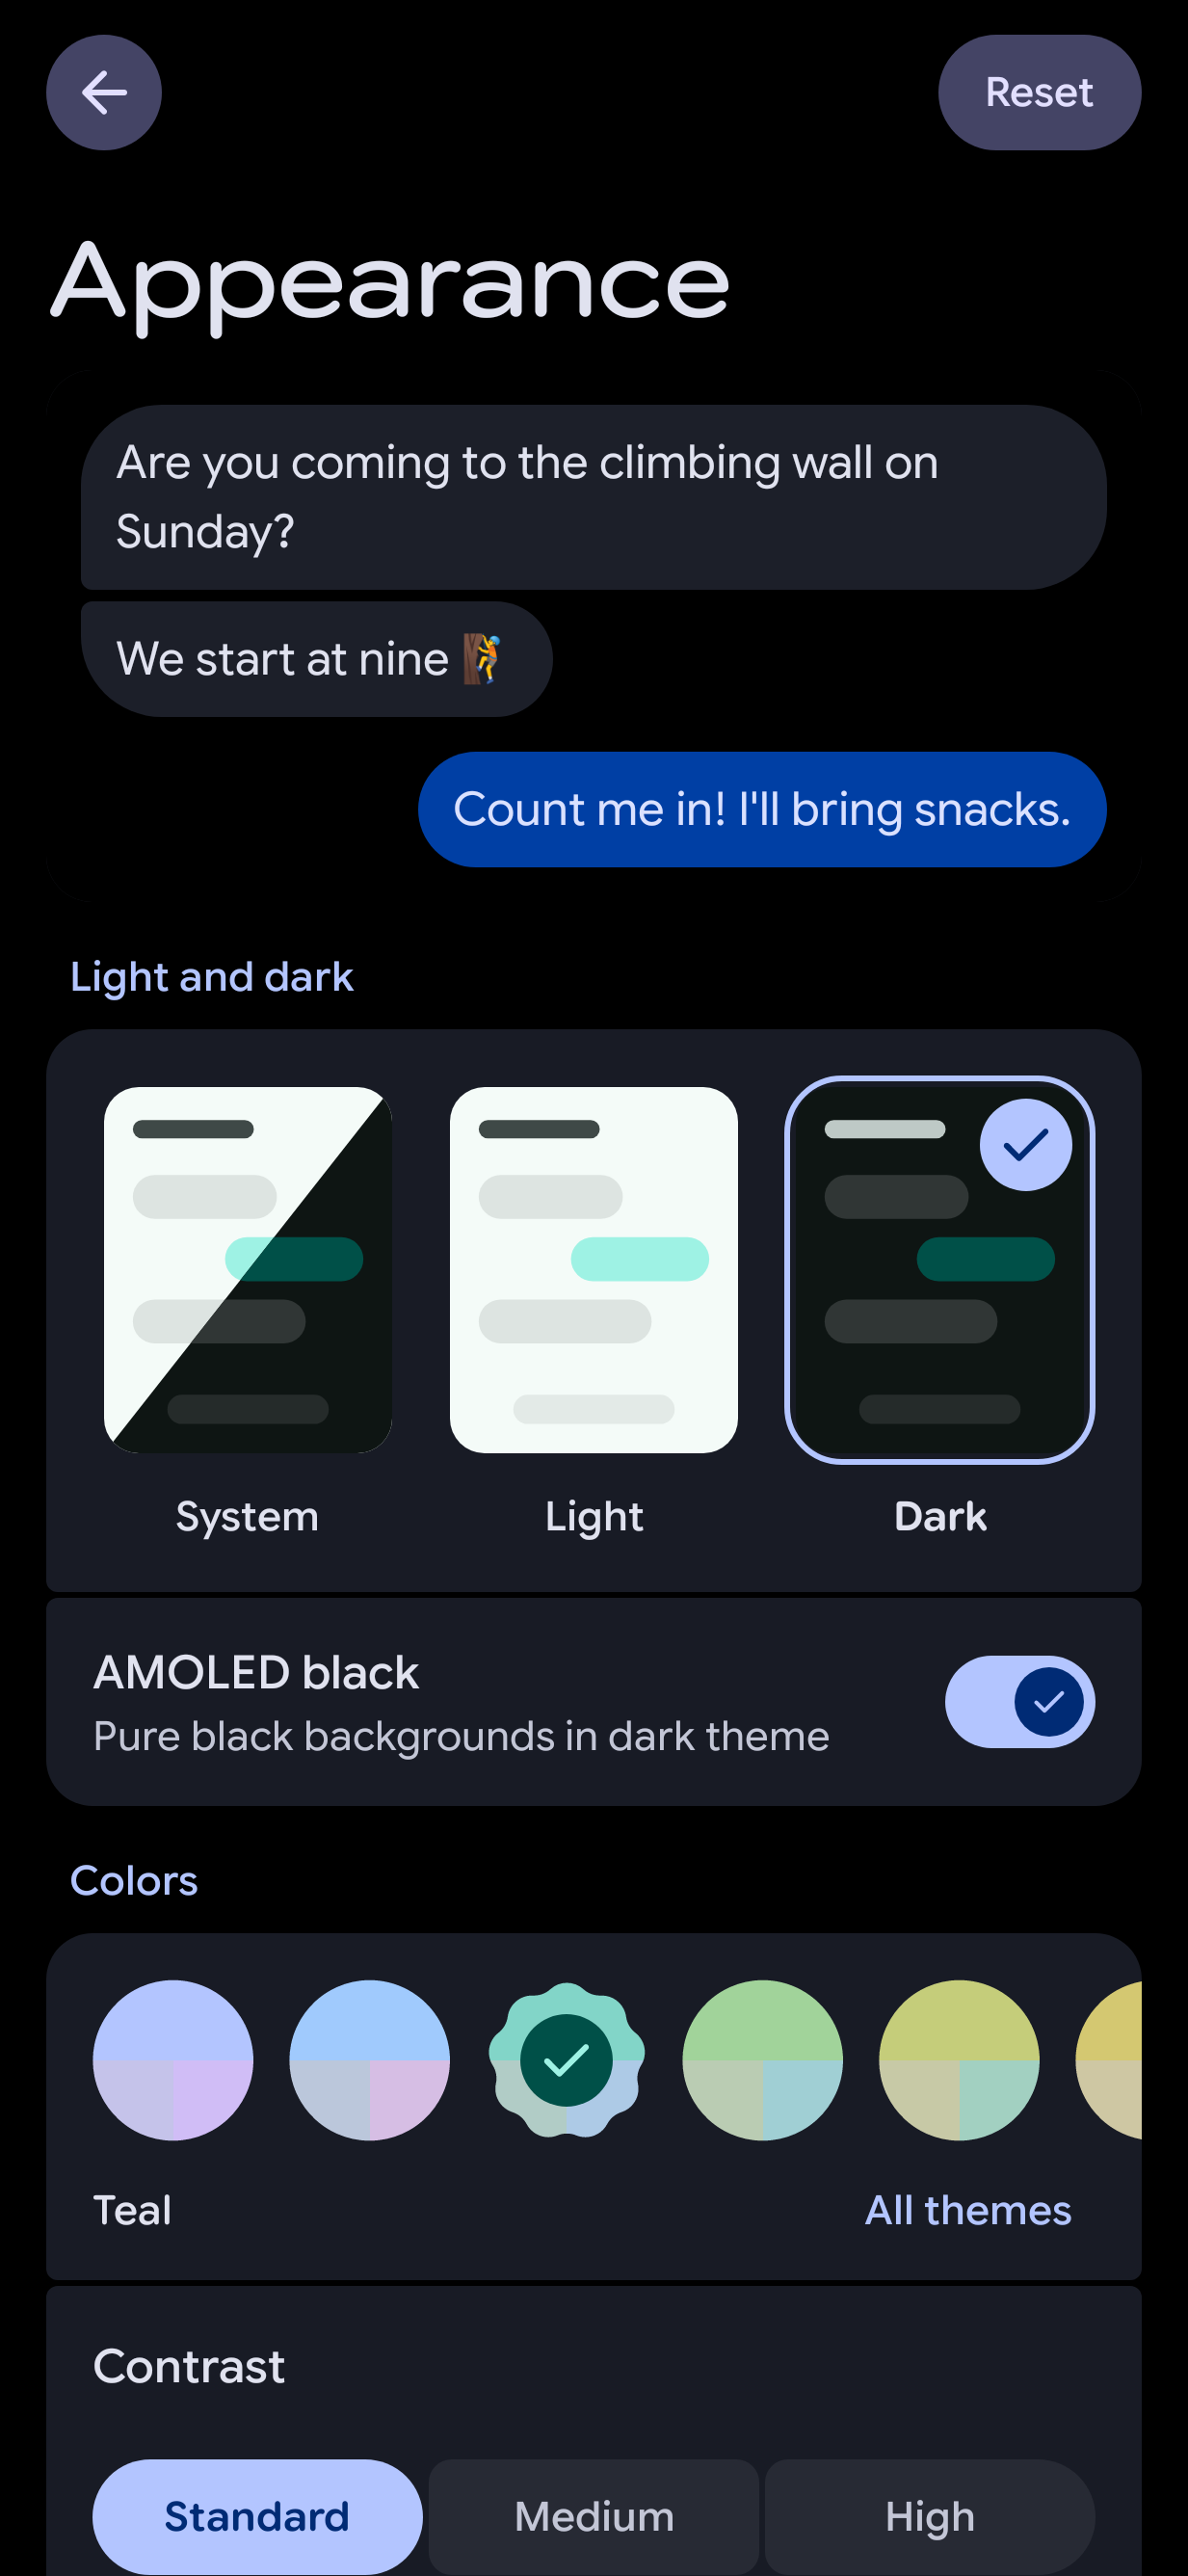 Reset
Appearance
Are you coming to the climbing wall on
Sunday?
We start at nine 🧗
Count me in! I'll bring snacks.
Light and dark
System
Light
Dark
AMOLED black
Pure black backgrounds in dark theme
Colors
Teal
All themes
Contrast
Standard
Medium
High